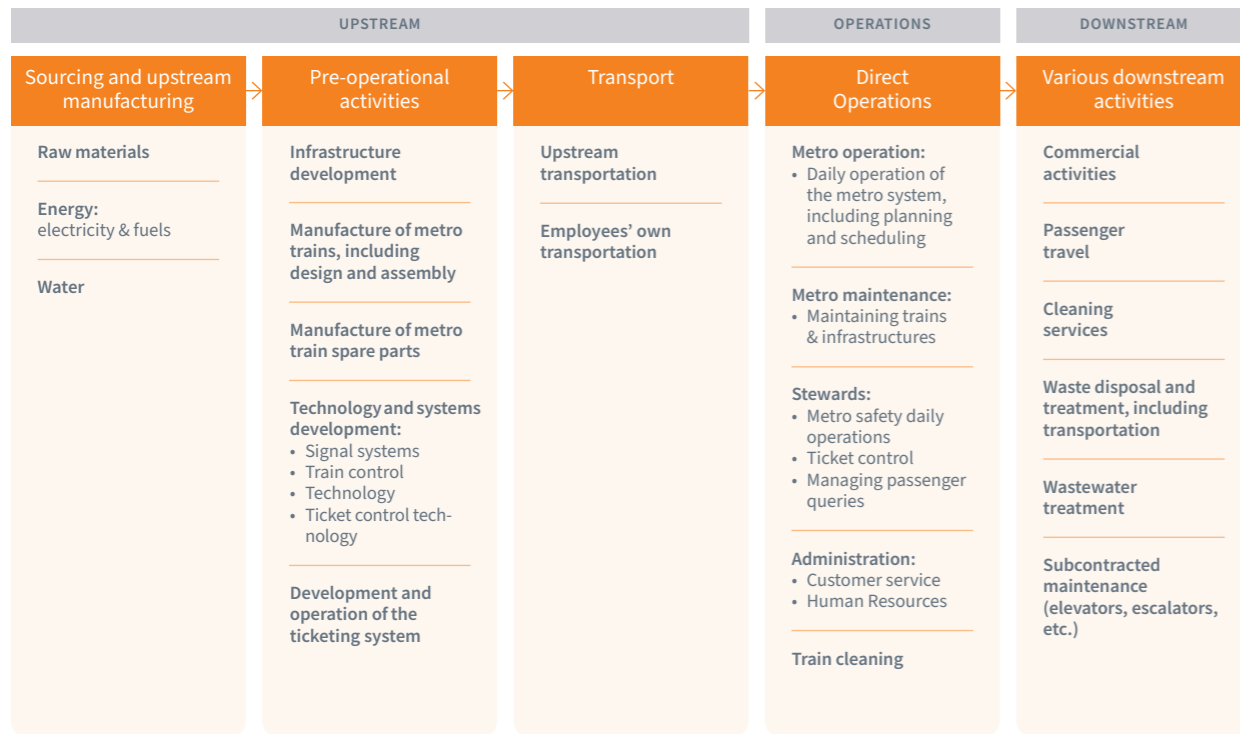 UPSTREAM
OPERATIONS
DOWNSTREAM
Sourcing and upstream
manufacturing
Raw materials
Energy:
electricity & fuels
Water
Pre-operational
activities
Infrastructure
development
Manufacture of metro
trains, including
design and assembly
Manufacture of metro
train spare parts
Technology and systems
development:
• Signal systems
• Train control
• Technology
• Ticket control tech-
nology
Development and
operation of the
ticketing system
Transport
Upstream
transportation
Employees’ own
transportation
Direct
Operations
Metro operation:
• Daily operation of
the metro system,
including planning
and scheduling
Metro maintenance:
• Maintaining trains
& infrastructures
Stewards:
• Metro safety daily
operations
• Ticket control
• Managing passenger
queries
Administration:
• Customer service
• Human Resources
Train cleaning
Various downstream
activities
Commercial
activities
Passenger
travel
Cleaning
services
Waste disposal and
treatment, including
transportation
Wastewater
treatment
Subcontracted
maintenance
(elevators, escalators,
etc.)